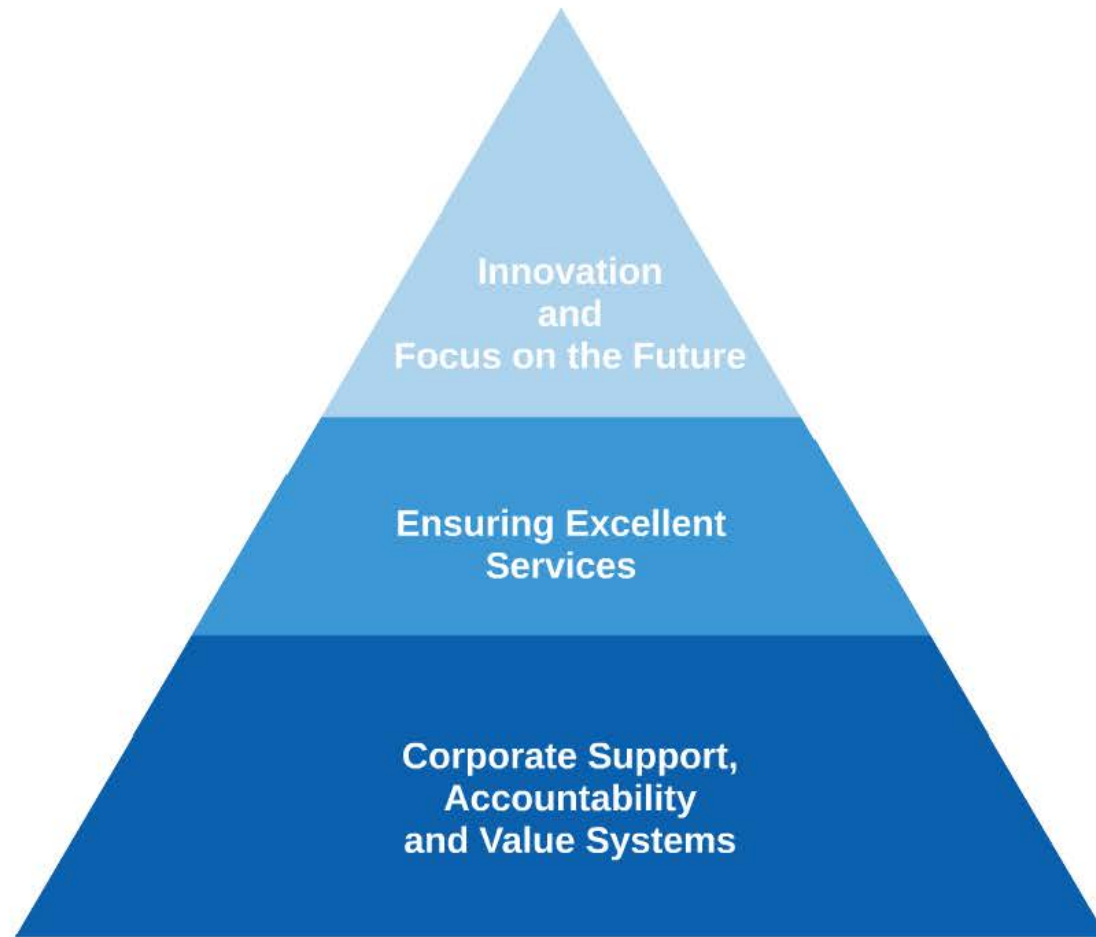 Innovation
and
Focus on the Future
Ensuring Excellent
Services
Corporate Support,
Accountability
and Value Systems